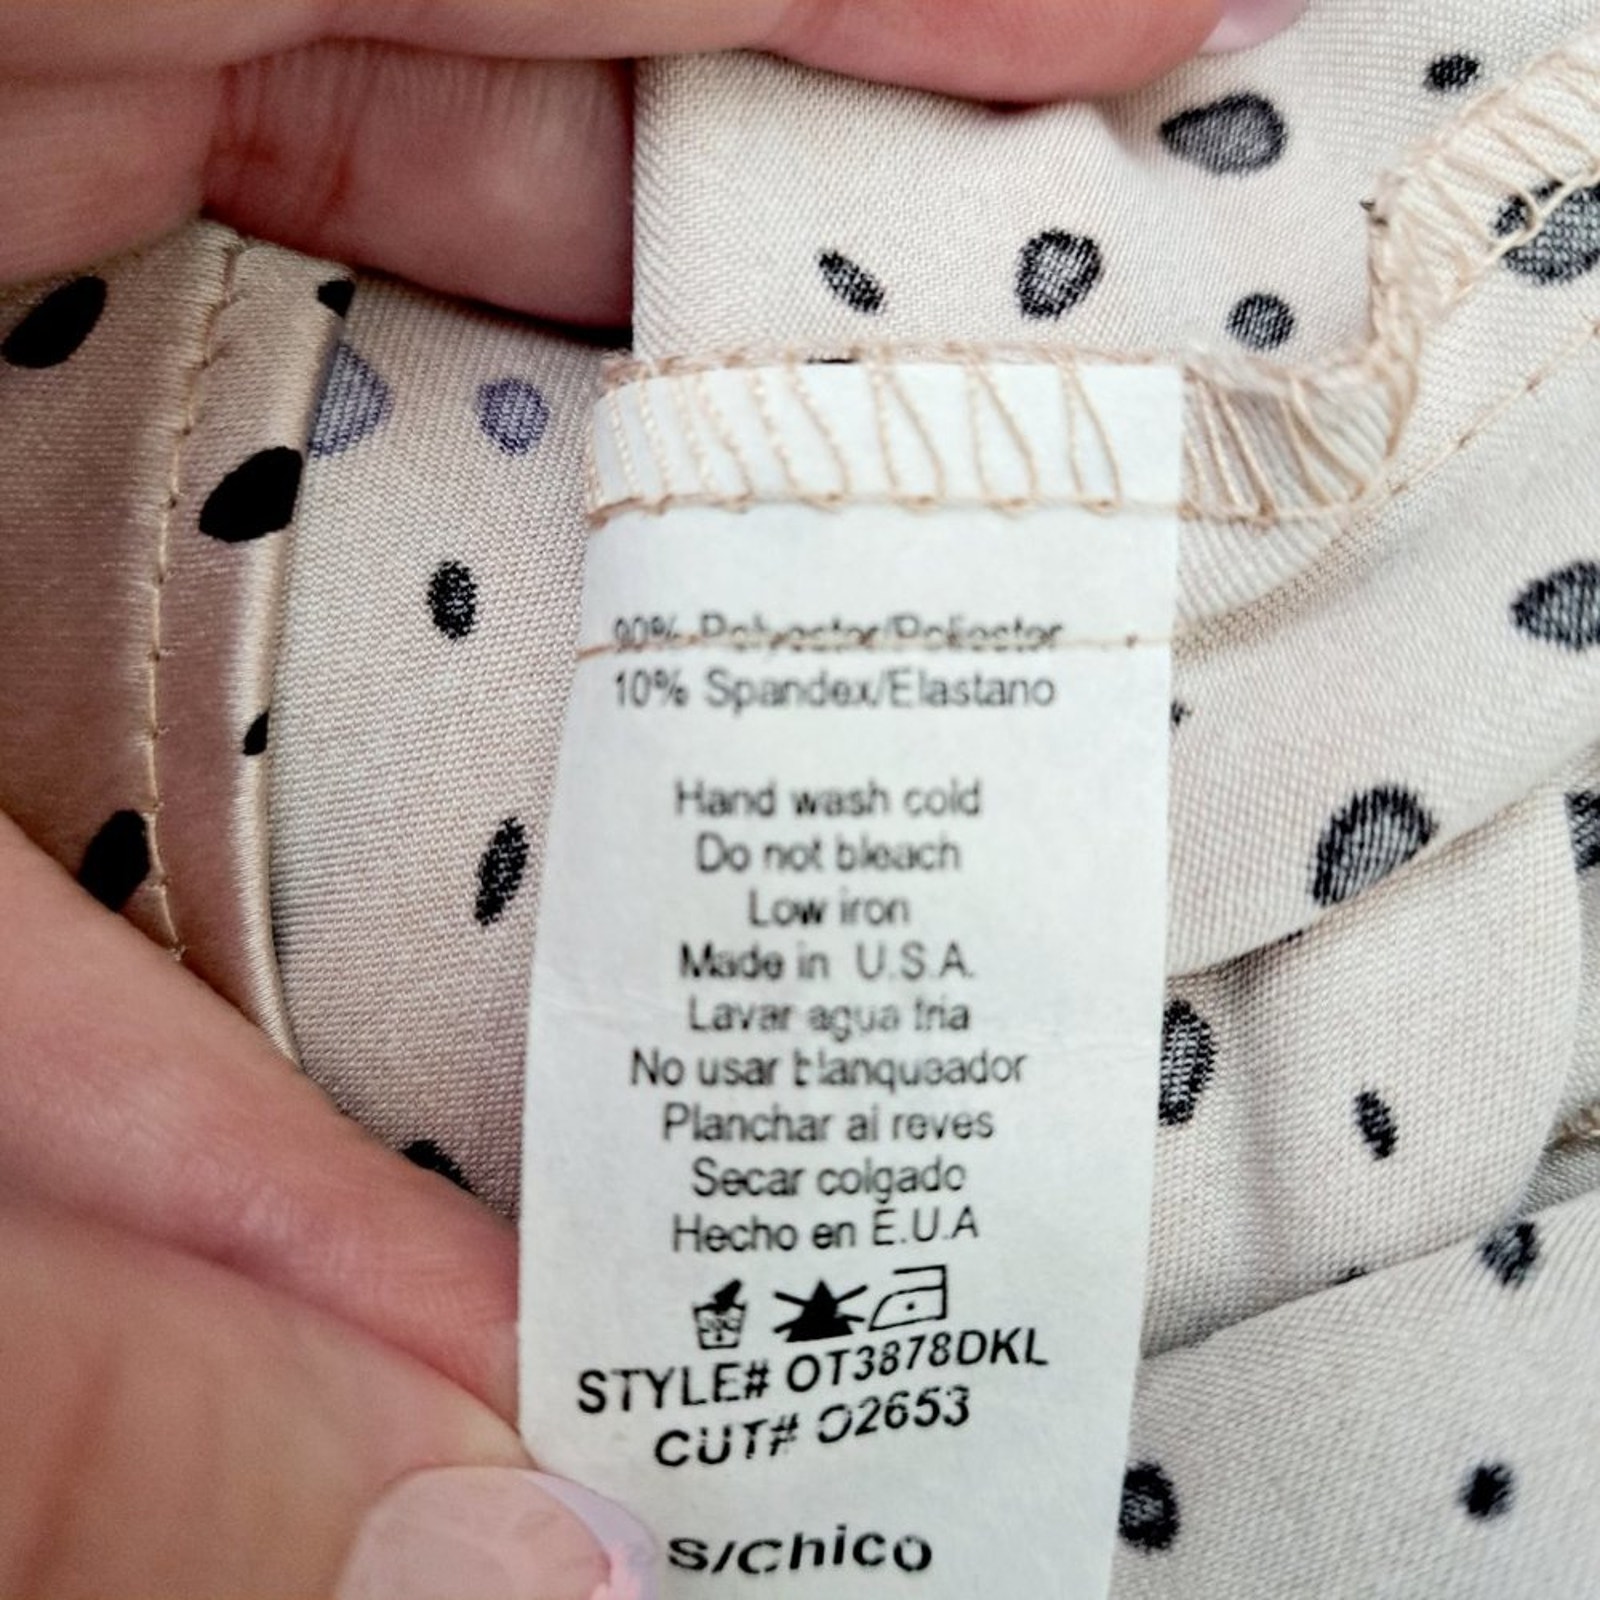 90% Polyester/Poliester
10% Spandex/Elastano
Hand wash cold
Do not bleach
Low iron
Made in U.S.A.
Lavar agua fria
No usar blanqueador
Planchar al reves
Secar colgado
Hecho en E.U.A
STYLE# OT3878DKL
CUT# 02653
S/Chico